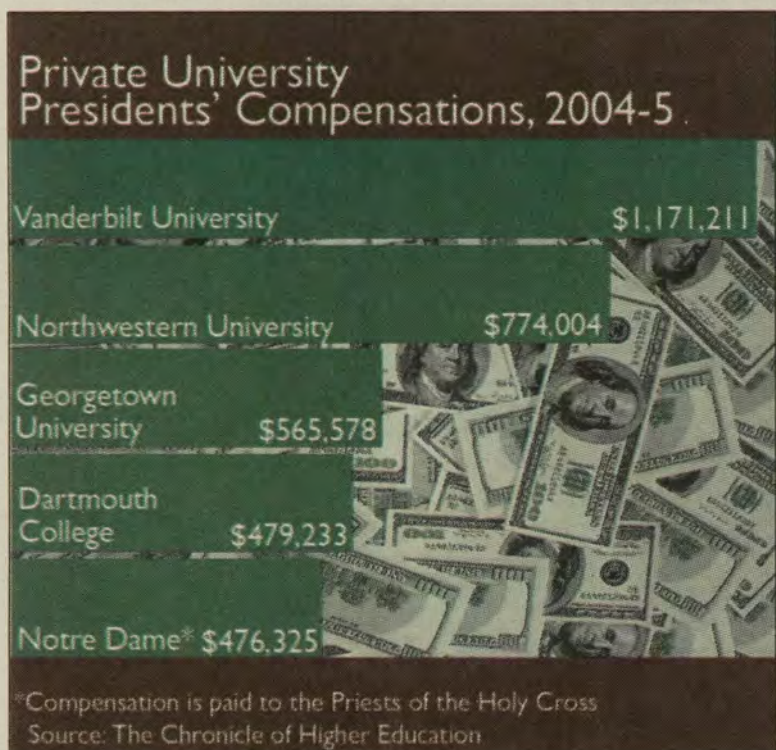 Private University
Presidents' Compensations, 2004-5
Vanderbilt University $1,171,211
Northwestern University $774,004
Georgetown
University $565,578
Dartmouth
College $479,233
Notre Dame* $476,325
*Compensation is paid to the Priests of the Holy Cross
Source: The Chronicle of Higher Education